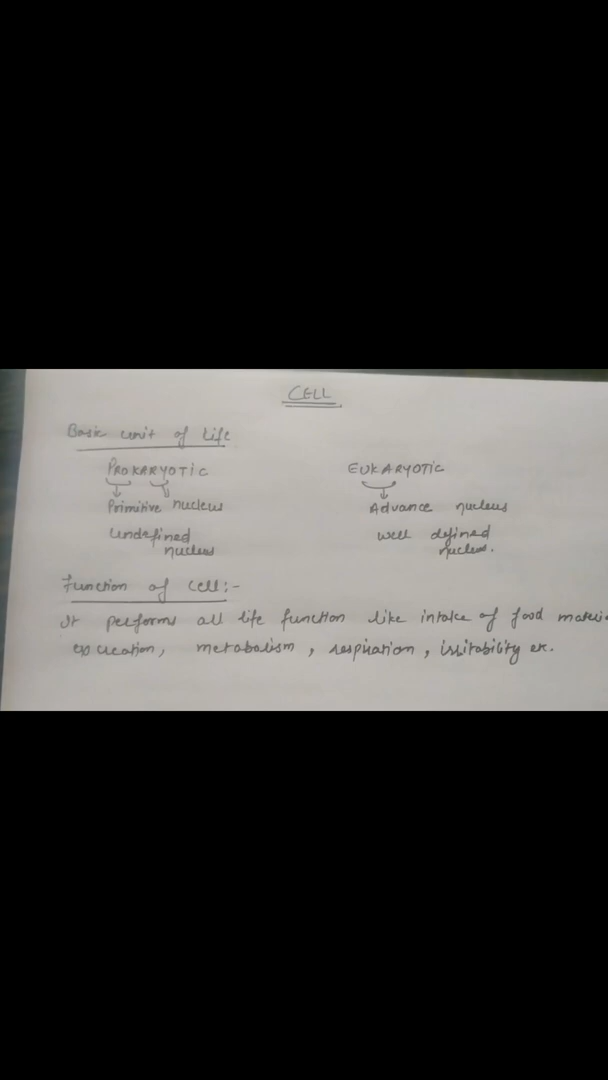 CELL
Basic unit of life
PROKARYOTIC EUKARYOTIC
Primitive nucleus Advance nucleus
undefined nucleus well defined nucleus.
Function of cell:-
It performs all life function like intake of food materi
excreation, metabolism, respiration, irritability etc.